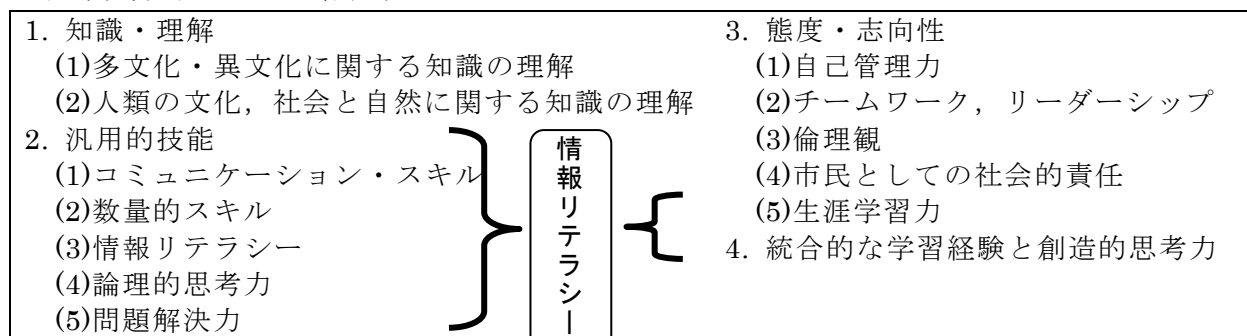 1. 知識・理解
(1)多文化・異文化に関する知識の理解
(2)人類の文化，社会と自然に関する知識の理解
2. 汎用的技能
(1)コミュニケーション・スキル
(2)数量的スキル
(3)情報リテラシー
(4)論理的思考力
(5)問題解決力
情報リテラシー
3. 態度・志向性
(1)自己管理力
(2)チームワーク，リーダーシップ
(3)倫理観
(4)市民としての社会的責任
(5)生涯学習力
4. 統合的な学習経験と創造的思考力